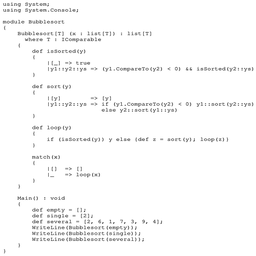 using System;
using System.Console;
module Bubblesort
{
Bubblesort[T] (x : list[T]) : list[T]
where T : IComparable
{
def isSorted(y)
{
|[_] => true
|y1::y2::ys => (y1.CompareTo(y2) < 0) && isSorted(y2::ys)
}
def sort(y)
{
|[y] => [y]
|y1::y2::ys => if (y1.CompareTo(y2) < 0) y1::sort(y2::ys)
else y2::sort(y1::ys)
}
def loop(y)
{
if (isSorted(y)) y else {def z = sort(y); loop(z)}
}
match(x)
{
|[] => []
|_ => loop(x)
}
}
Main() : void
{
def empty = [];
def single = [2];
def several = [2, 6, 1, 7, 3, 9, 4];
WriteLine(Bubblesort(empty));
WriteLine(Bubblesort(single));
WriteLine(Bubblesort(several));
}
}